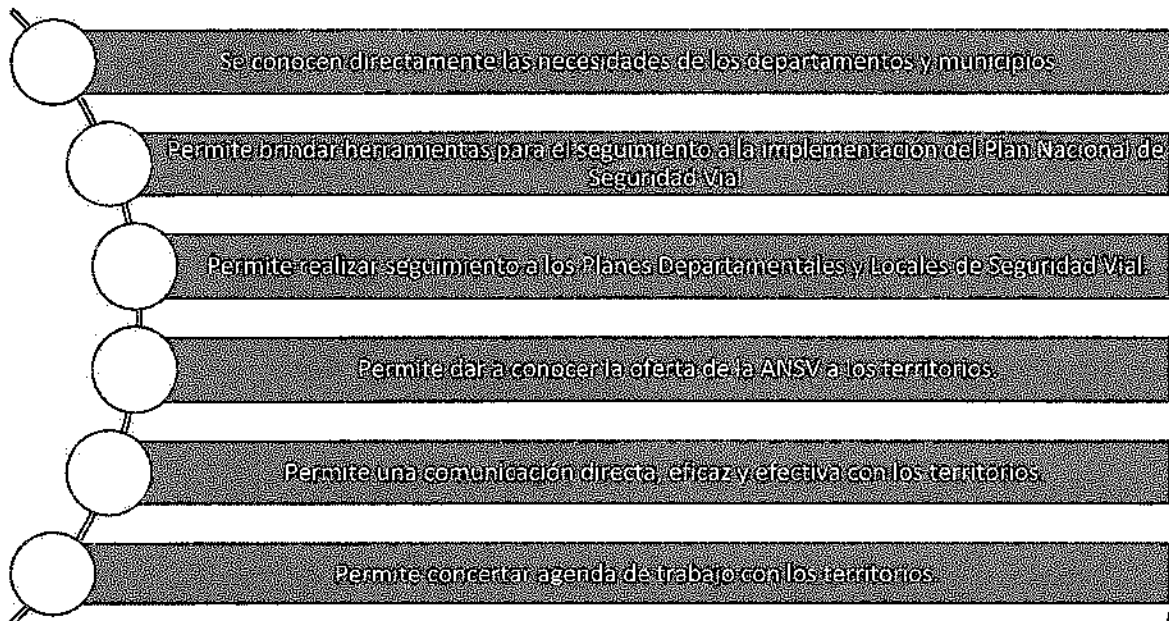 Se conocen directamente las necesidades de los departamentos y municipios
Permite brindar herramientas para el seguimiento a la implementación del Plan Nacional de
Seguridad Vial
Permite realizar seguimiento a los Planes Departamentales y Locales de Seguridad Vial.
Permite dar a conocer la oferta de la ANSV a los territorios.
Permite una comunicación directa, eficaz y efectiva con los territorios.
Permite concertar agenda de trabajo con los territorios.